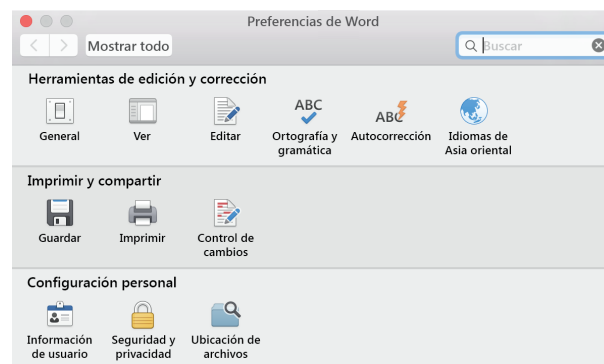 Preferencias de Word
Mostrar todo
Buscar
Herramientas de edición y corrección
General
Ver
Editar
ABC
Ortografía y
gramática
ABC
Autocorrección
Idiomas de
Asia oriental
Imprimir y compartir
Guardar
Imprimir
Control de
cambios
Configuración personal
Información
de usuario
Seguridad y
privacidad
Ubicación de
archivos